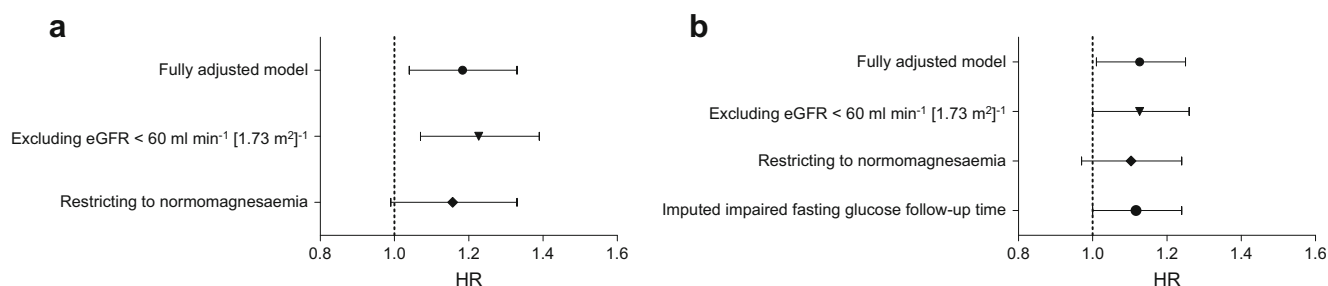 a
Fully adjusted model
Excluding eGFR < 60 ml min⁻¹ [1.73 m²]⁻¹
Restricting to normomagnesaemia
0.8 1.0 1.2 1.4 1.6
HR
b
Fully adjusted model
Excluding eGFR < 60 ml min⁻¹ [1.73 m²]⁻¹
Restricting to normomagnesaemia
Imputed impaired fasting glucose follow-up time
0.8 1.0 1.2 1.4 1.6
HR